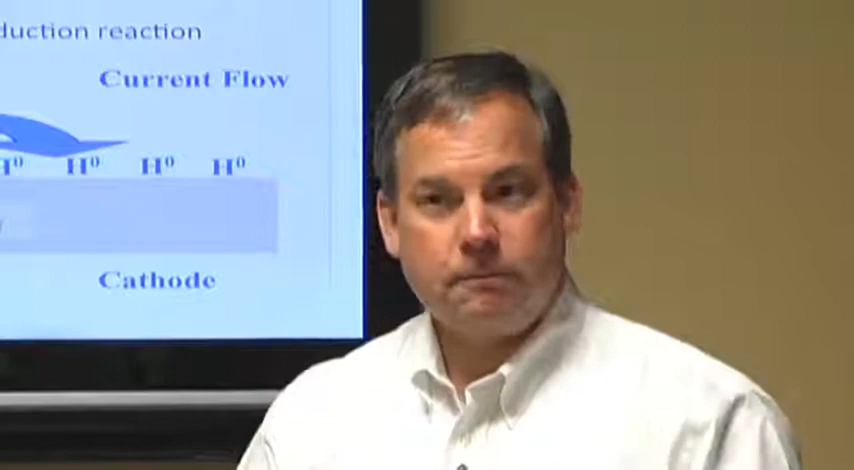 duction reaction
Current Flow
H⁰ H⁰ H⁰ H⁰
Cathode